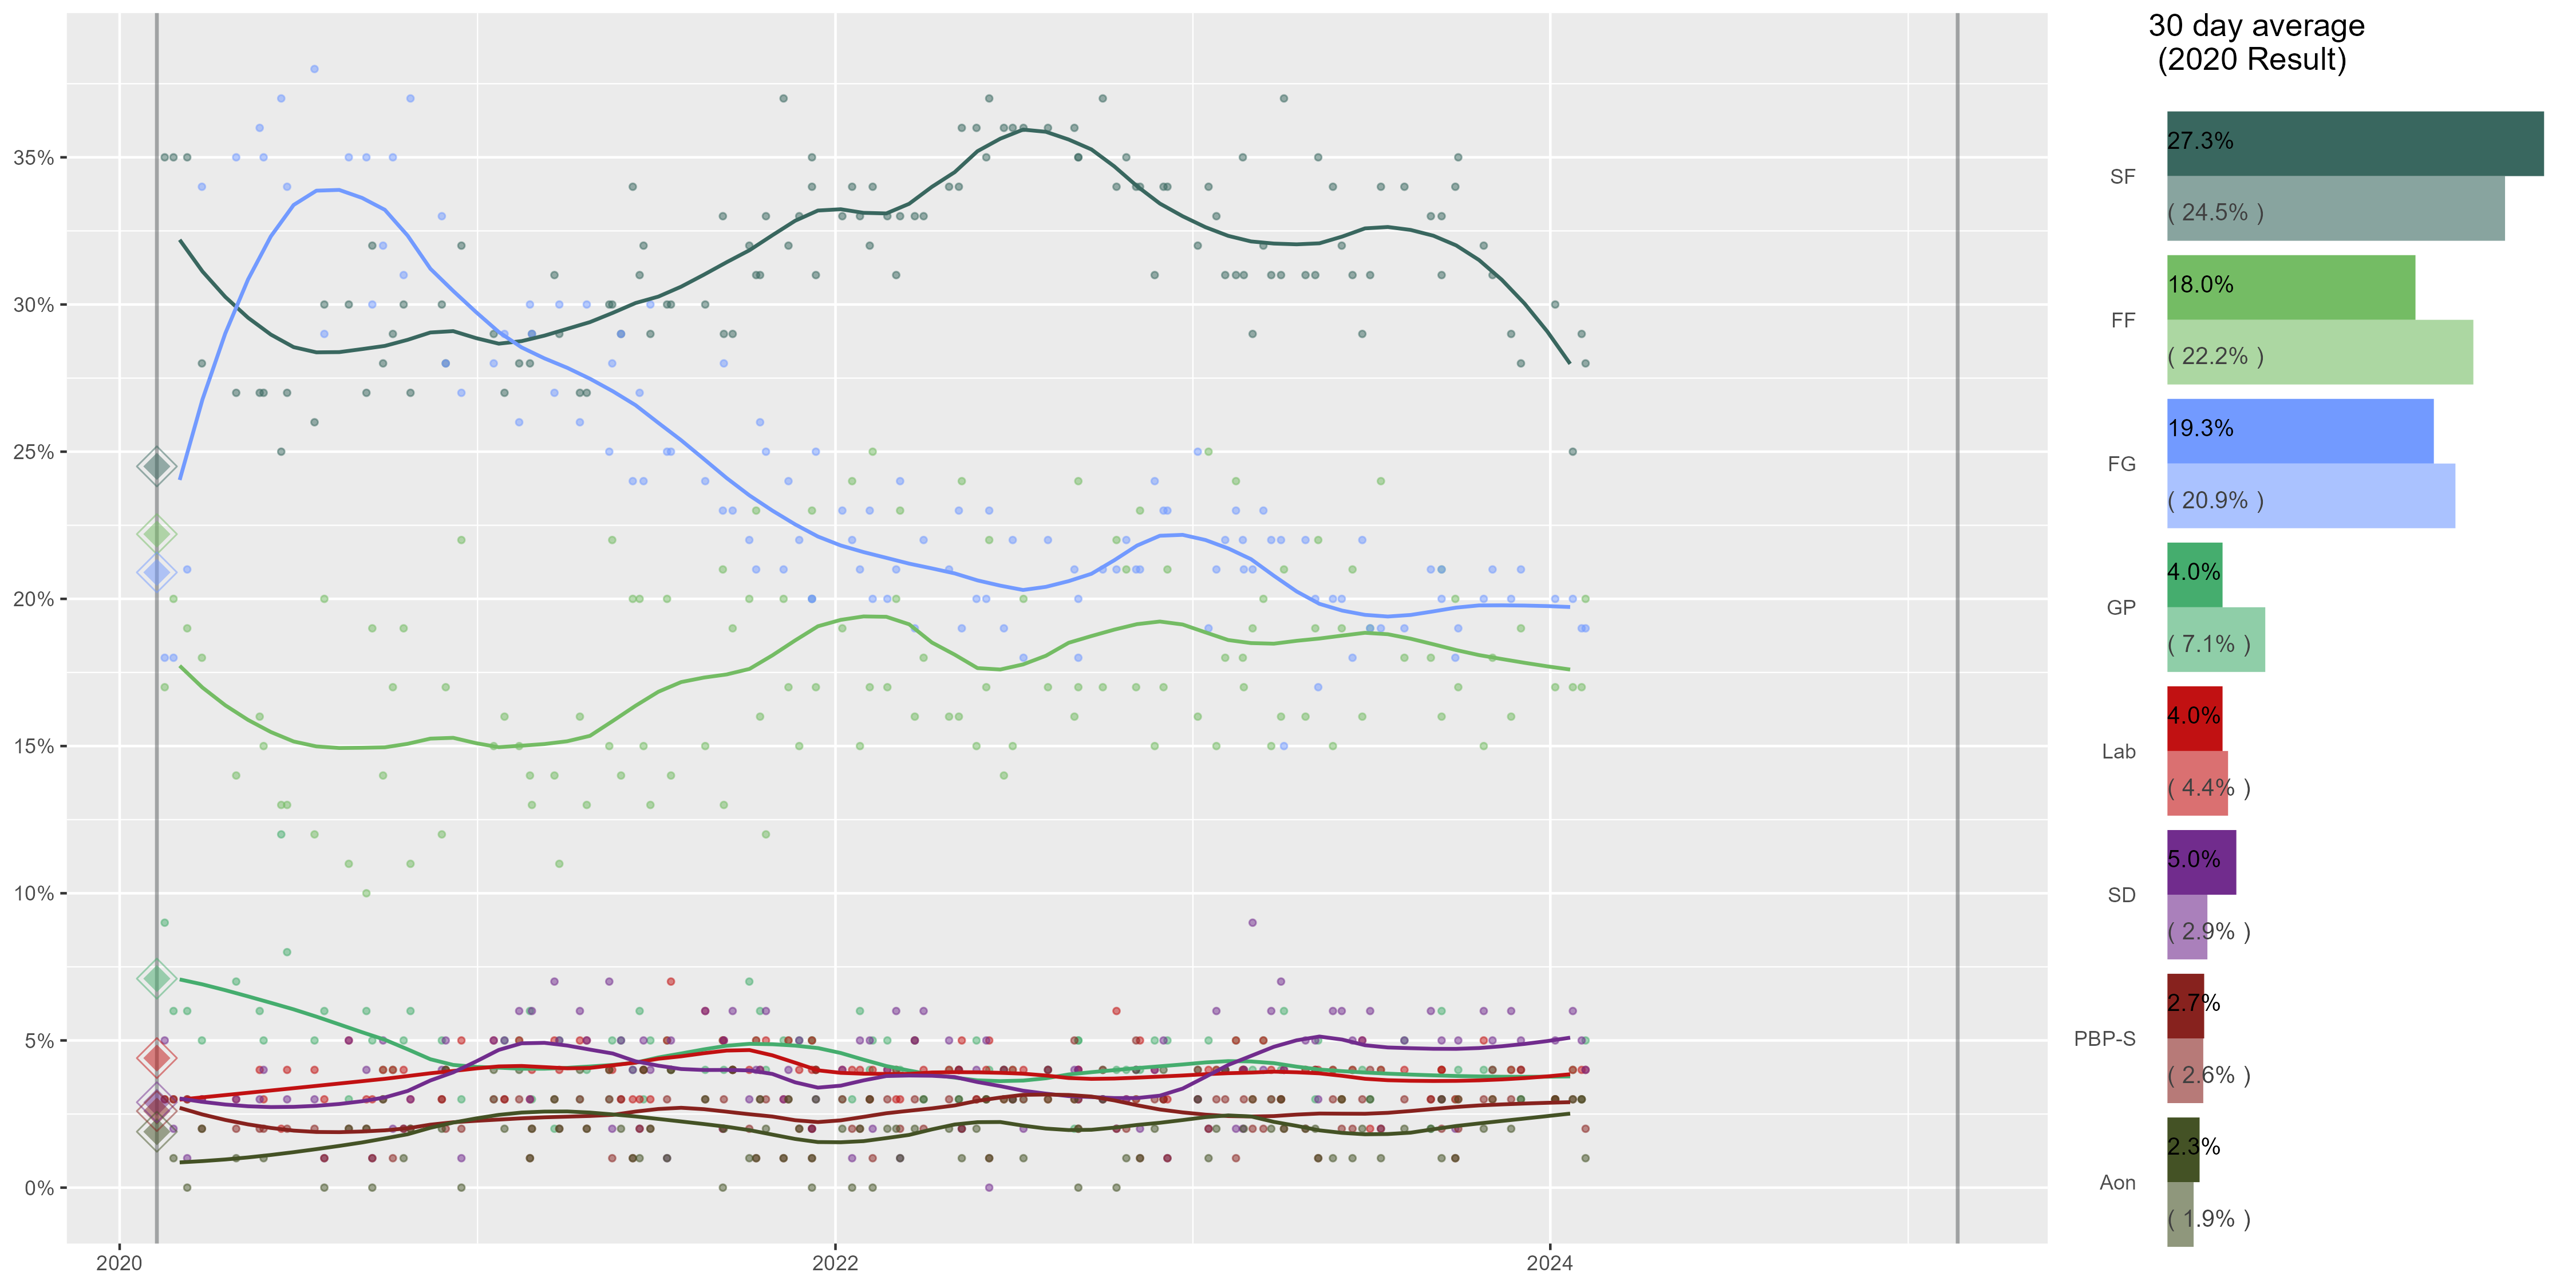 30 day average
(2020 Result)
35%
30%
25%
20%
15%
10%
5%
0%
2020
2022
2024
SF
27.3%
( 24.5% )
FF
18.0%
( 22.2% )
FG
19.3%
( 20.9% )
GP
4.0%
( 7.1% )
Lab
4.0%
( 4.4% )
SD
5.0%
( 2.9% )
PBP-S
2.7%
( 2.6% )
Aon
2.3%
( 1.9% )